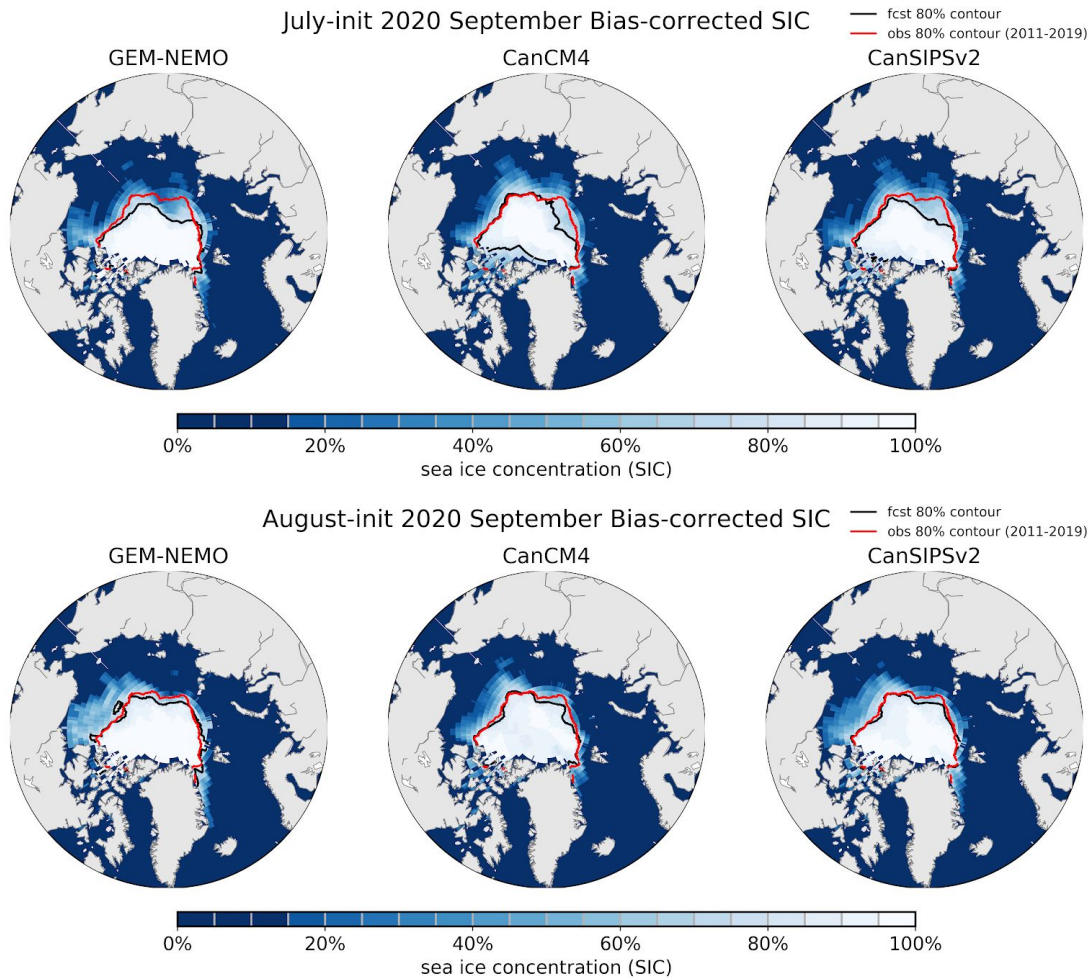 July-init 2020 September Bias-corrected SIC
fcst 80% contour
obs 80% contour (2011-2019)
GEM-NEMO
CanCM4
CanSIPSv2
0% 20% 40% 60% 80% 100%
sea ice concentration (SIC)
August-init 2020 September Bias-corrected SIC
fcst 80% contour
obs 80% contour (2011-2019)
GEM-NEMO
CanCM4
CanSIPSv2
0% 20% 40% 60% 80% 100%
sea ice concentration (SIC)